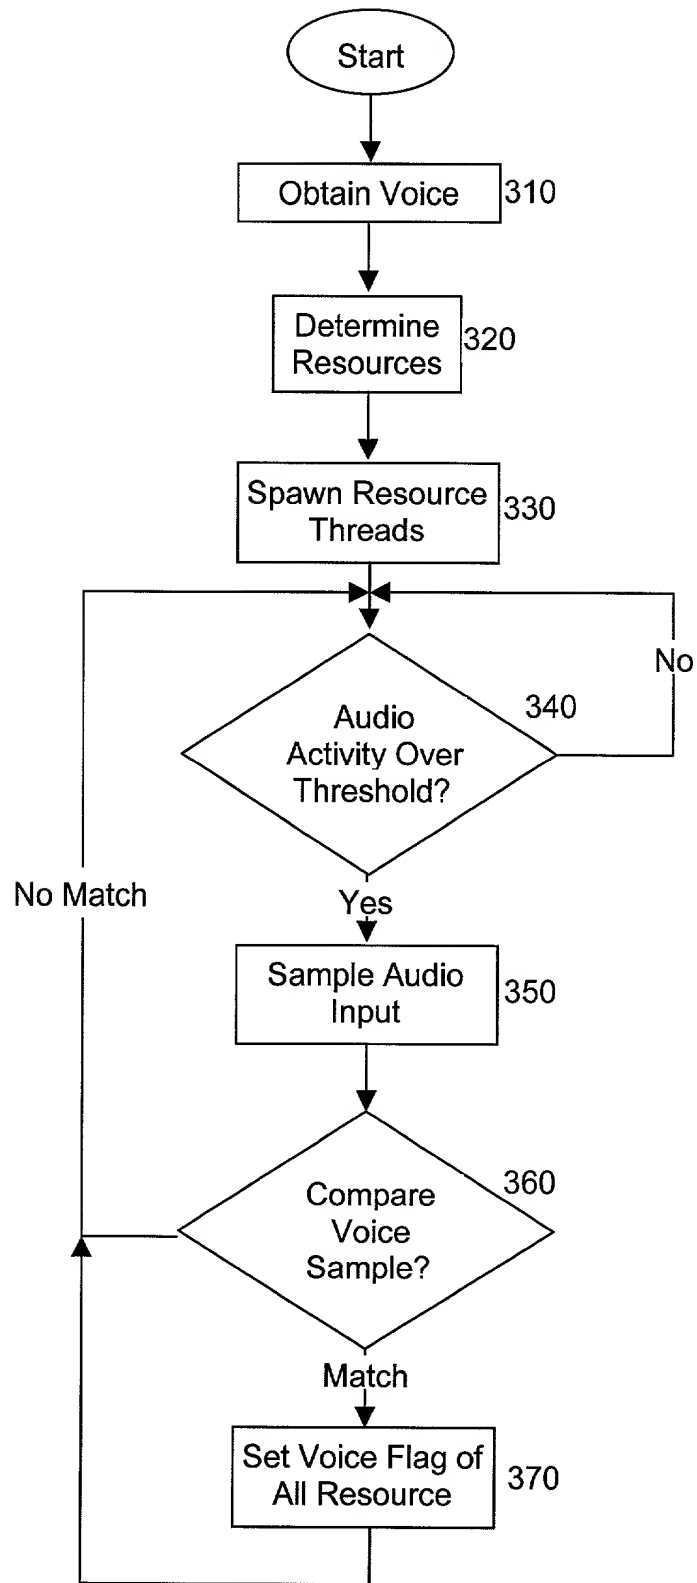 Start
Obtain Voice
310
Determine
Resources
320
Spawn Resource
Threads
330
No
340
Audio
Activity Over
Threshold?
No Match
Yes
Sample Audio
Input
350
360
Compare
Voice
Sample?
Match
Set Voice Flag of
All Resource
370